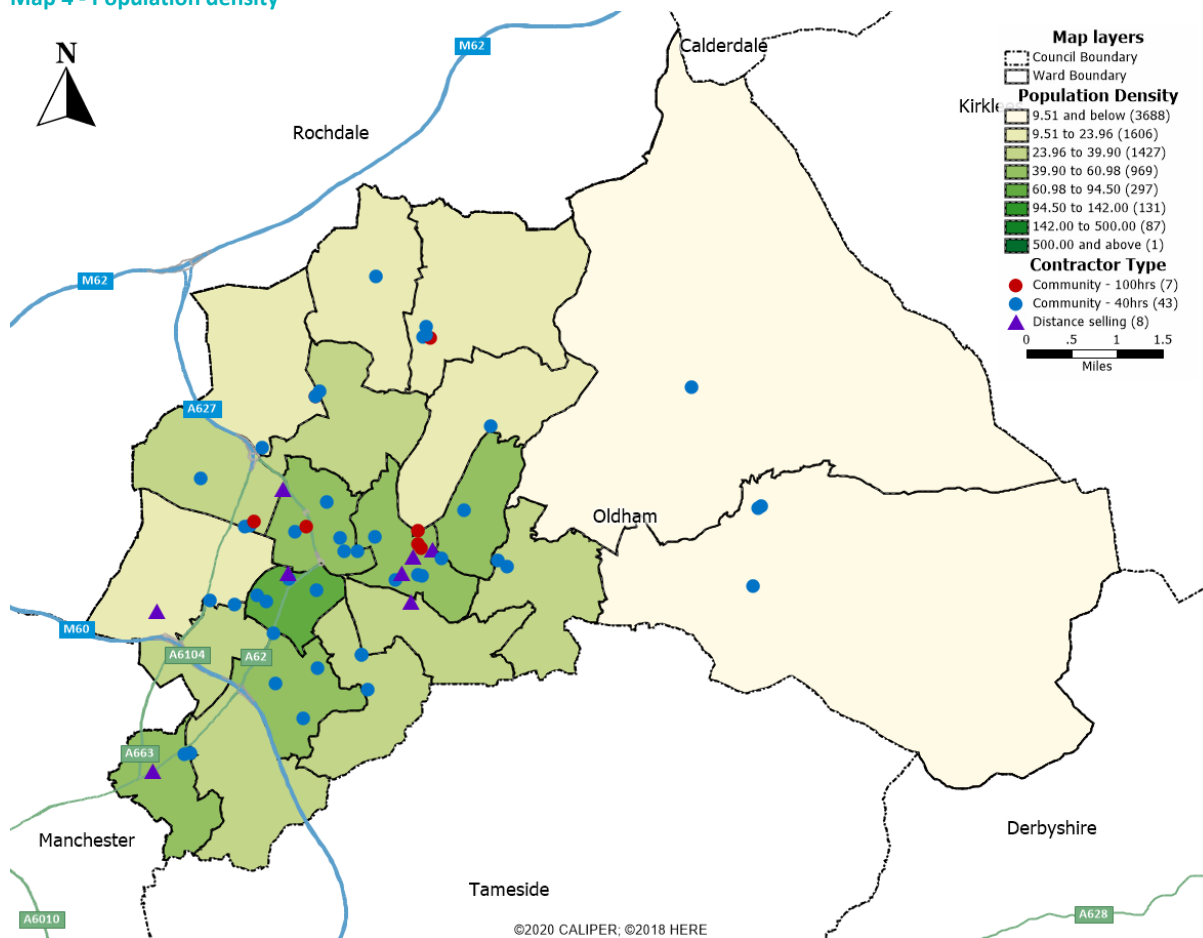 Map 4 - Population density
N
M62
Calderdale
Rochdale
Map layers
Council Boundary
Ward Boundary
Population Density
9.51 and below (3688)
9.51 to 23.96 (1606)
23.96 to 39.90 (1427)
39.90 to 60.98 (969)
60.98 to 94.50 (297)
94.50 to 142.00 (131)
142.00 to 500.00 (87)
500.00 and above (1)
Contractor Type
Community - 100hrs (7)
Community - 40hrs (43)
Distance selling (8)
0 .5 1 1.5
Miles
M62
A627
Oldham
M60
A6104
A62
A663
Manchester
Derbyshire
Tameside
A6010
A628
©2020 CALIPER; ©2018 HERE